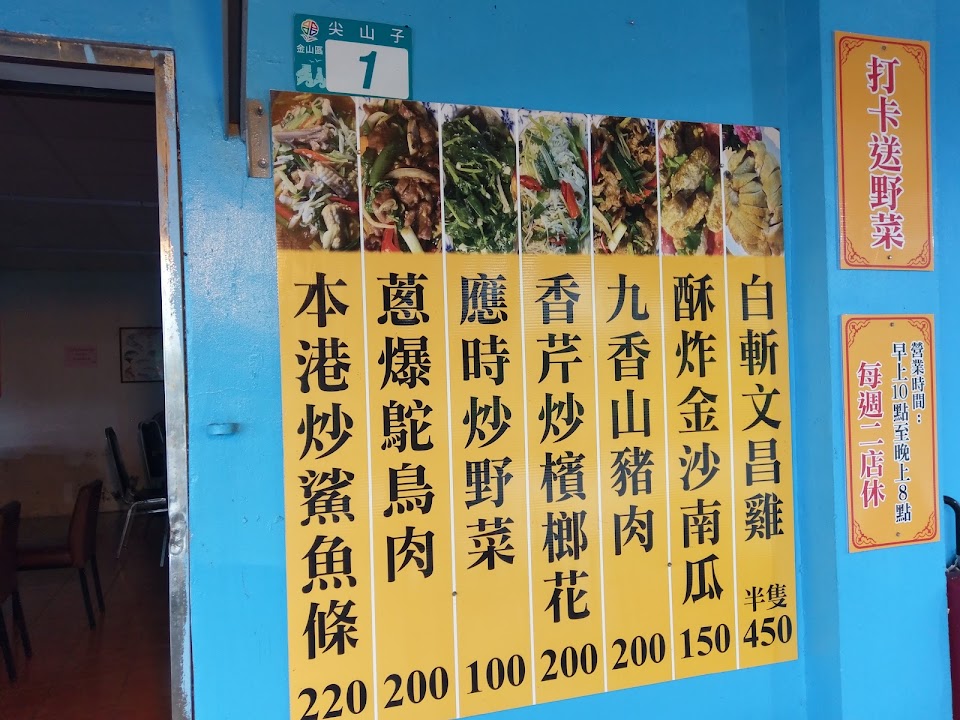 尖山子
金山區
1
打卡送野菜
營業時間：
早上10點至晚上8點
每週二店休
白斬文昌雞 半隻 450
酥炸金沙南瓜 150
九香山豬肉 200
香芹炒檳榔花 200
應時炒野菜 100
蔥爆鴕鳥肉 200
本港炒鯊魚條 220